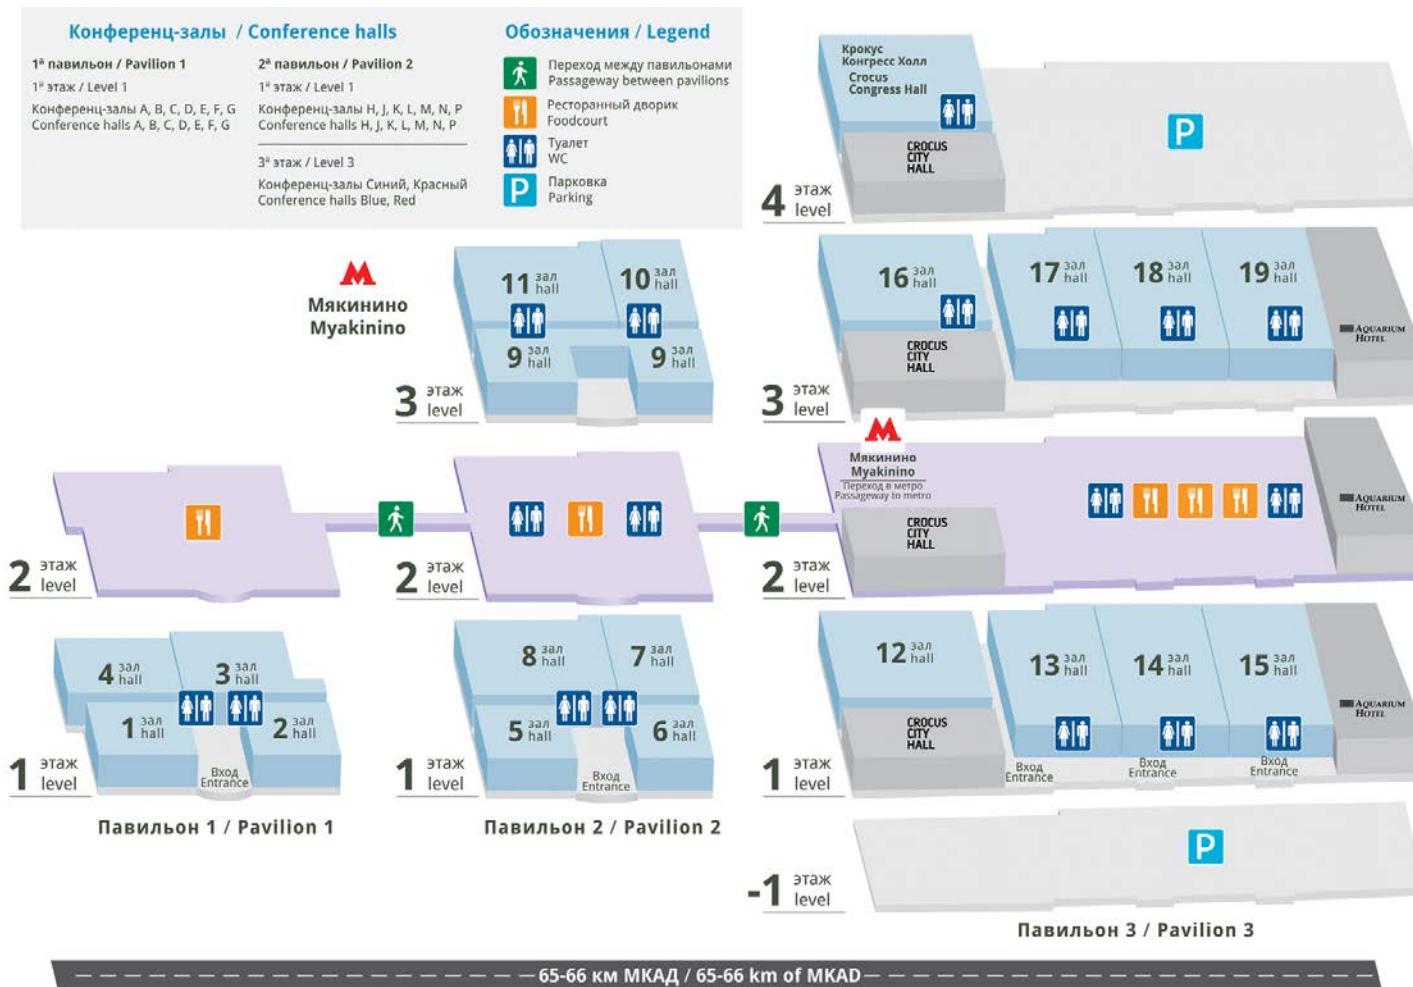 Конференц-залы / Conference halls
1й павильон / Pavilion 1
1й этаж / Level 1
Конференц-залы A, B, C, D, E, F, G
Conference halls A, B, C, D, E, F, G
2й павильон / Pavilion 2
1й этаж / Level 1
Конференц-залы H, J, K, L, M, N, P
Conference halls H, J, K, L, M, N, P
3й этаж / Level 3
Конференц-залы Синий, Красный
Conference halls Blue, Red
Обозначения / Legend
Переход между павильонами
Passageway between pavilions
Ресторанный дворик
Foodcourt
Туалет
WC
P
Парковка
Parking
Крокус
Конгресс Холл
Crocus
Congress Hall
CROCUS
CITY
HALL
P
4 этаж
level
М
Мякинино
Myakinino
11 зал
hall
10 зал
hall
9 зал
hall
9 зал
hall
3 этаж
level
16 зал
hall
17 зал
hall
18 зал
hall
19 зал
hall
CROCUS
CITY
HALL
AQUARIUM
HOTEL
3 этаж
level
2 этаж
level
2 этаж
level
М
Мякинино
Myakinino
Переход в метро
Passageway to metro
CROCUS
CITY
HALL
AQUARIUM
HOTEL
2 этаж
level
4 зал
hall
3 зал
hall
1 зал
hall
2 зал
hall
Вход
Entrance
1 этаж
level
Павильон 1 / Pavilion 1
8 зал
hall
7 зал
hall
5 зал
hall
6 зал
hall
Вход
Entrance
1 этаж
level
Павильон 2 / Pavilion 2
12 зал
hall
13 зал
hall
14 зал
hall
15 зал
hall
CROCUS
CITY
HALL
AQUARIUM
HOTEL
Вход
Entrance
Вход
Entrance
Вход
Entrance
1 этаж
level
P
-1 этаж
level
Павильон 3 / Pavilion 3
65-66 км МКАД / 65-66 km of MKAD